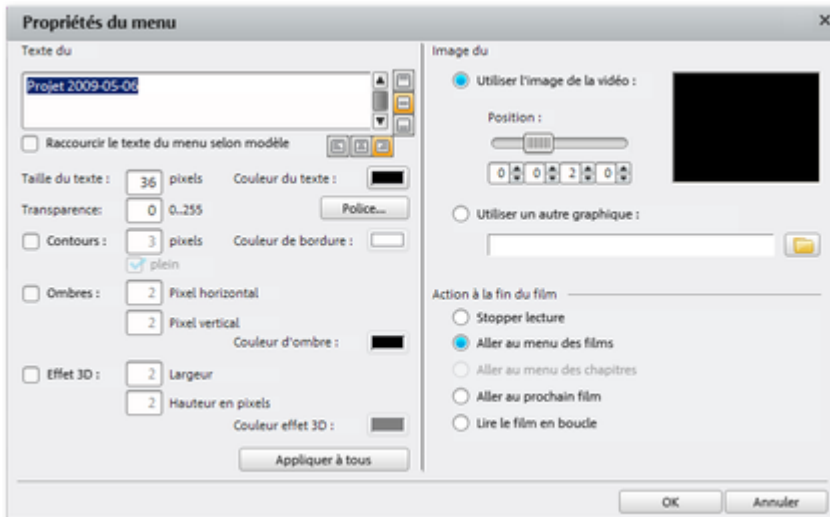 Propriétés du menu
Texte du
Projet 2009-05-06
Raccourcir le texte du menu selon modèle
Taille du texte : 36 pixels Couleur du texte :
Transparence: 0 0..255 Police...
Contours : 3 pixels Couleur de bordure :
plein
Ombres : 2 Pixel horizontal
2 Pixel vertical
Couleur d'ombre :
Effet 3D : 2 Largeur
2 Hauteur en pixels
Couleur effet 3D :
Appliquer à tous
Image du
Utiliser l'image de la vidéo :
Position :
0 0 2 0
Utiliser un autre graphique :
Action à la fin du film
Stopper lecture
Aller au menu des films
Aller au menu des chapitres
Aller au prochain film
Lire le film en boucle
OK Annuler